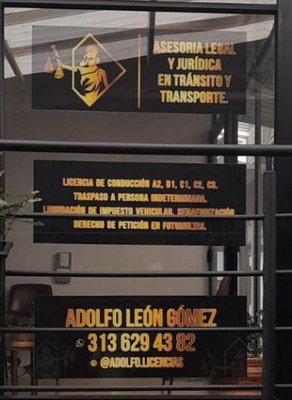 ASESORIA LEGAL
Y JURÍDICA
EN TRÁNSITO Y
TRANSPORTE.
LICENCIA DE CONDUCCIÓN A2, B1, C1, C2, C3.
TRASPASO A PERSONA INDETERMINADA.
LIQUIDACIÓN DE IMPUESTO VEHICULAR. SENAFORIZACIÓN
DERECHO DE PETICIÓN EN FOTOMULTAS.
ADOLFO LEÓN GÓMEZ
313 629 43 82
@ADOLFO.LICENCIAS